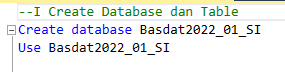 --I Create Database dan Table
Create database Basdat2022_01_SI
Use Basdat2022_01_SI